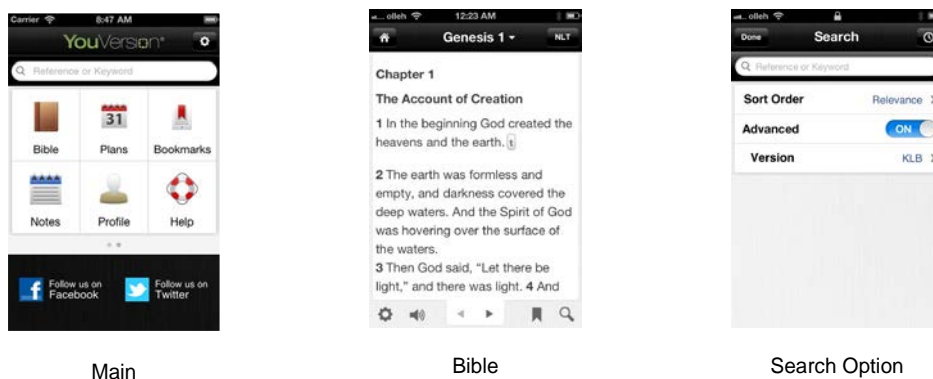 Carrier 8:47 AM
YouVersion
Reference or Keyword
31
Bible Plans Bookmarks
Notes Profile Help
Follow us on
Facebook
Follow us on
Twitter
Main
olleh 12:23 AM
Genesis 1 NLT
Chapter 1
The Account of Creation
1 In the beginning God created the
heavens and the earth. t
2 The earth was formless and
empty, and darkness covered the
deep waters. And the Spirit of God
was hovering over the surface of
the waters.
3 Then God said, “Let there be
light,” and there was light. 4 And
Bible
olleh
Done Search
Reference or Keyword
Sort Order Relevance
Advanced ON
Version KLB
Search Option